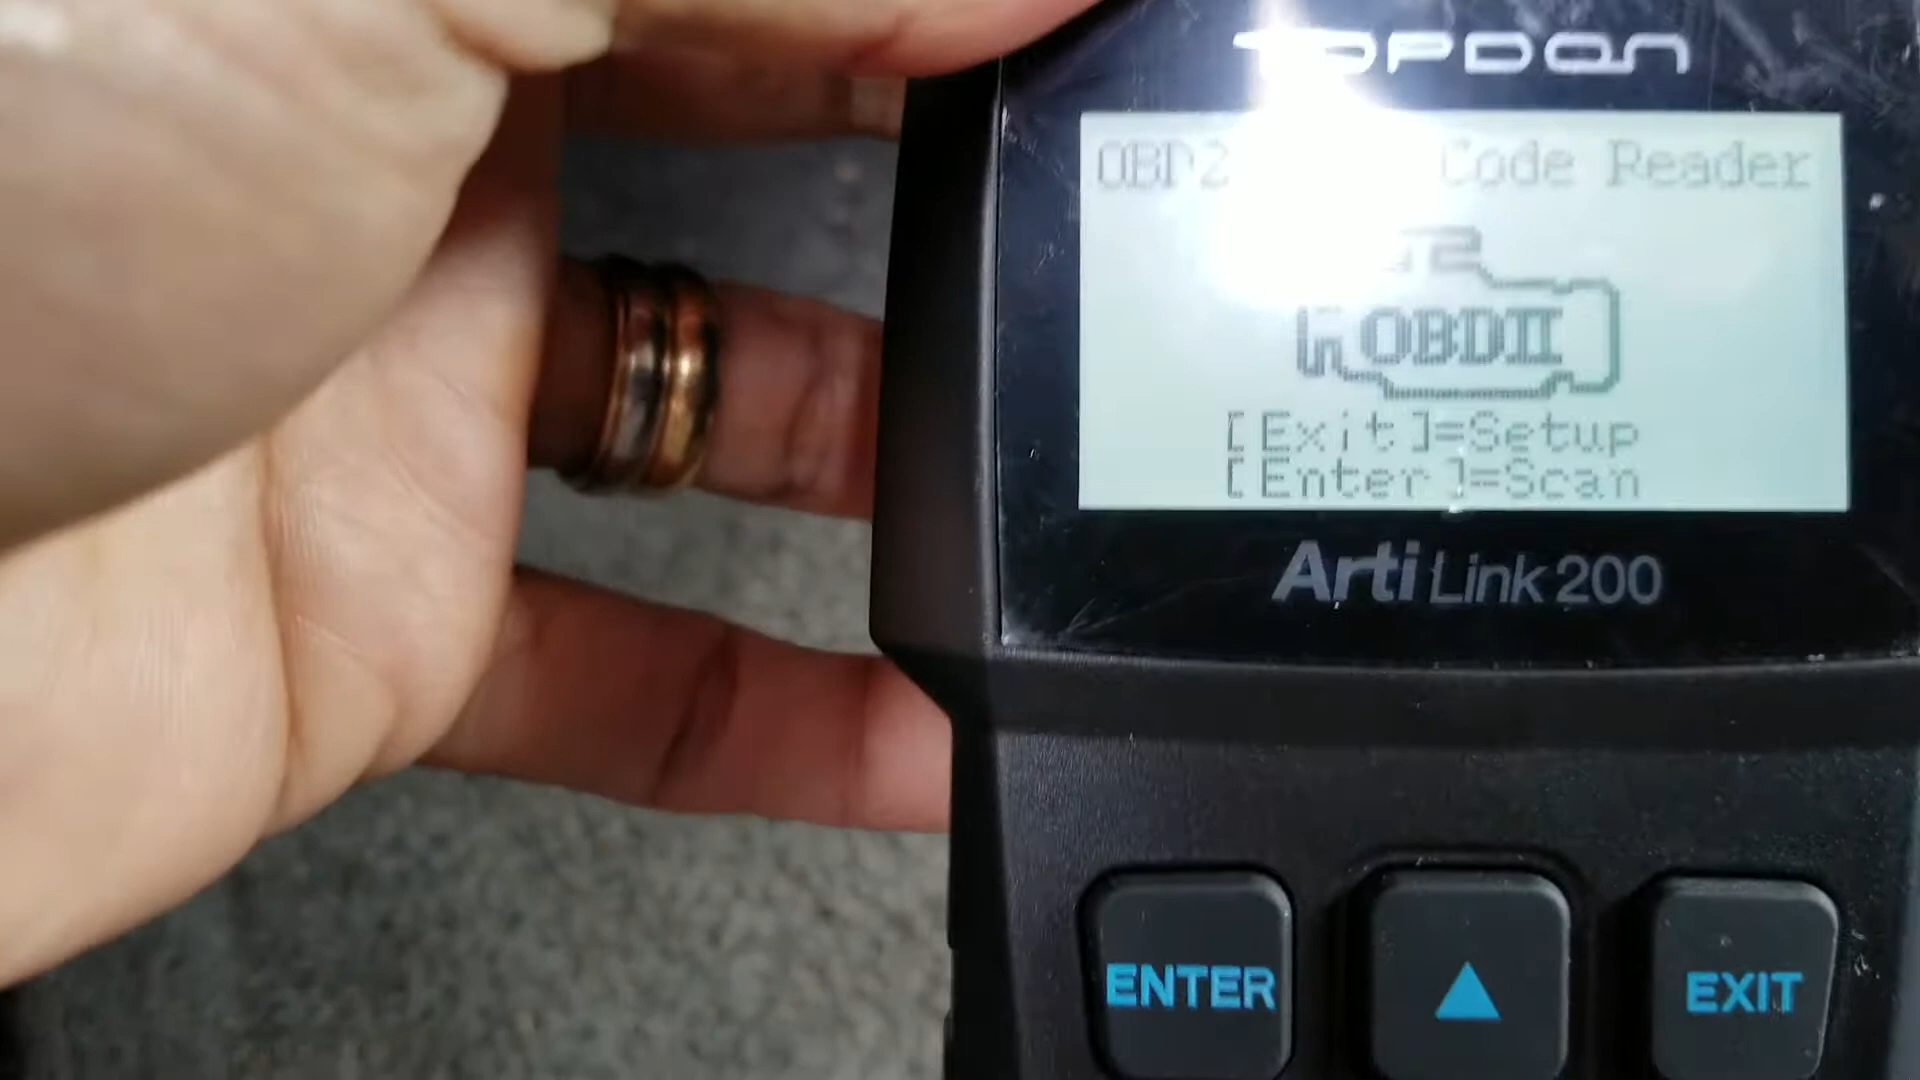 TOPDON
OBD2 Code Reader
OBDII
[Exit]=Setup
[Enter]=Scan
Arti Link 200
ENTER
EXIT